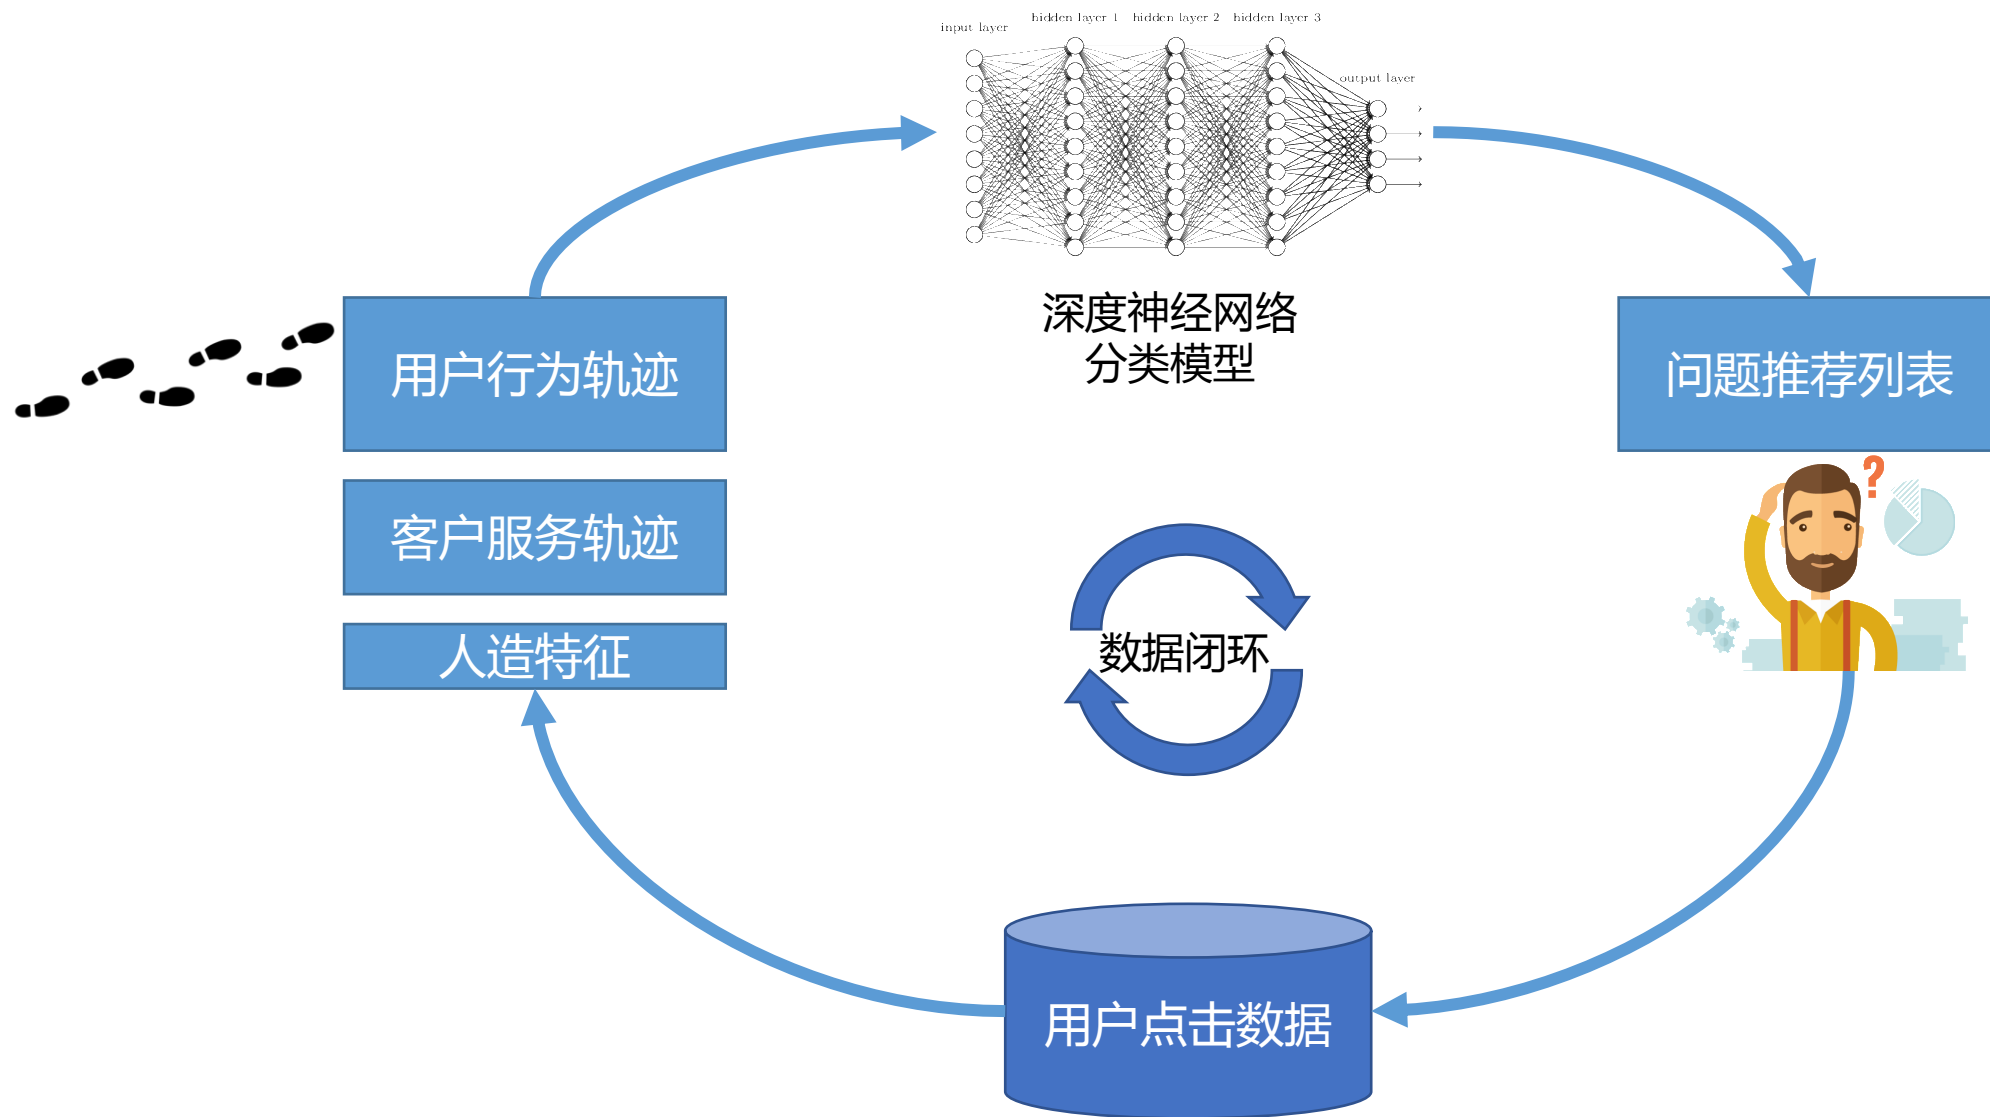 input layer
hidden layer 1 hidden layer 2 hidden layer 3
output layer
深度神经网络
分类模型
用户行为轨迹
客户服务轨迹
人造特征
问题推荐列表
?
数据闭环
用户点击数据